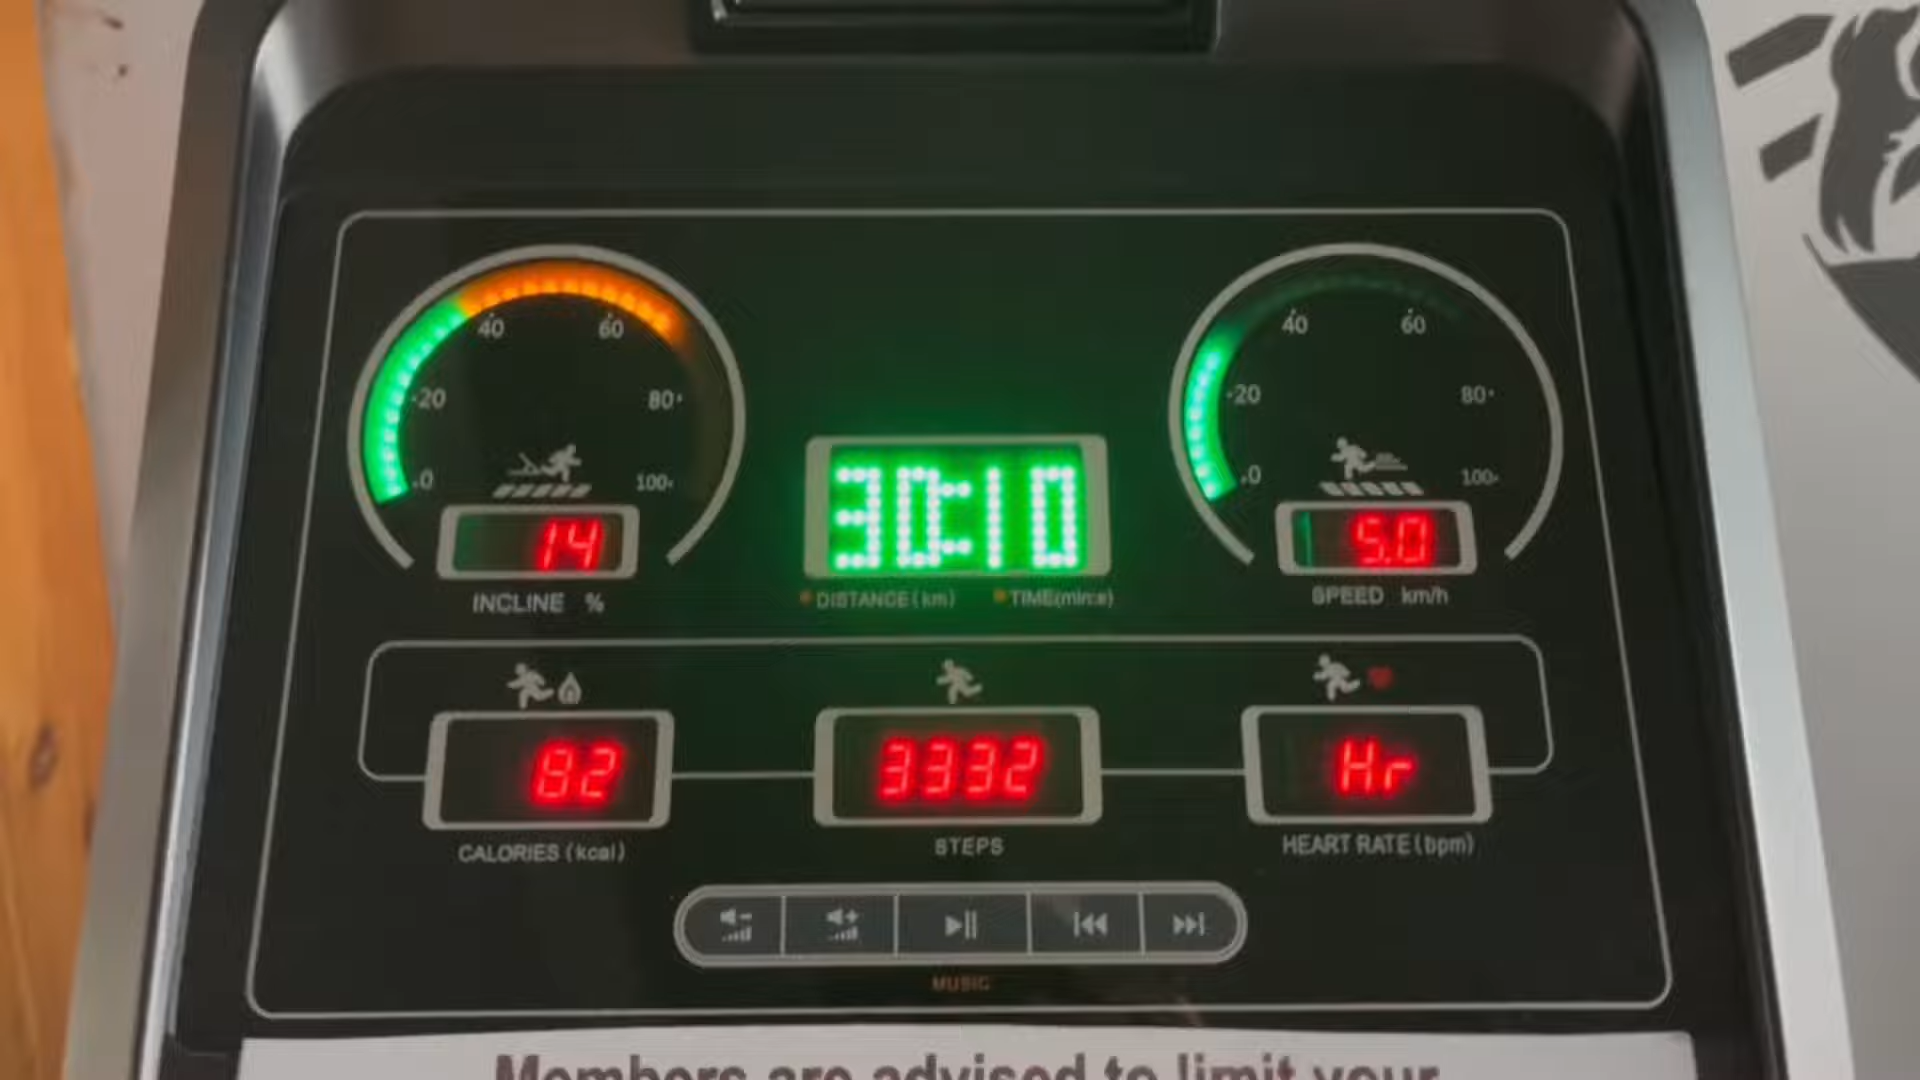 40 60
20 80
0 100
14
INCLINE %
30:10
DISTANCE(km) TIME(mirce)
40 60
20 80
0 100
5.0
SPEED km/h
82
CALORIES (kcal)
3332
STEPS
Hr
HEART RATE(bpm)
MUSIC
Members are advised to limit your